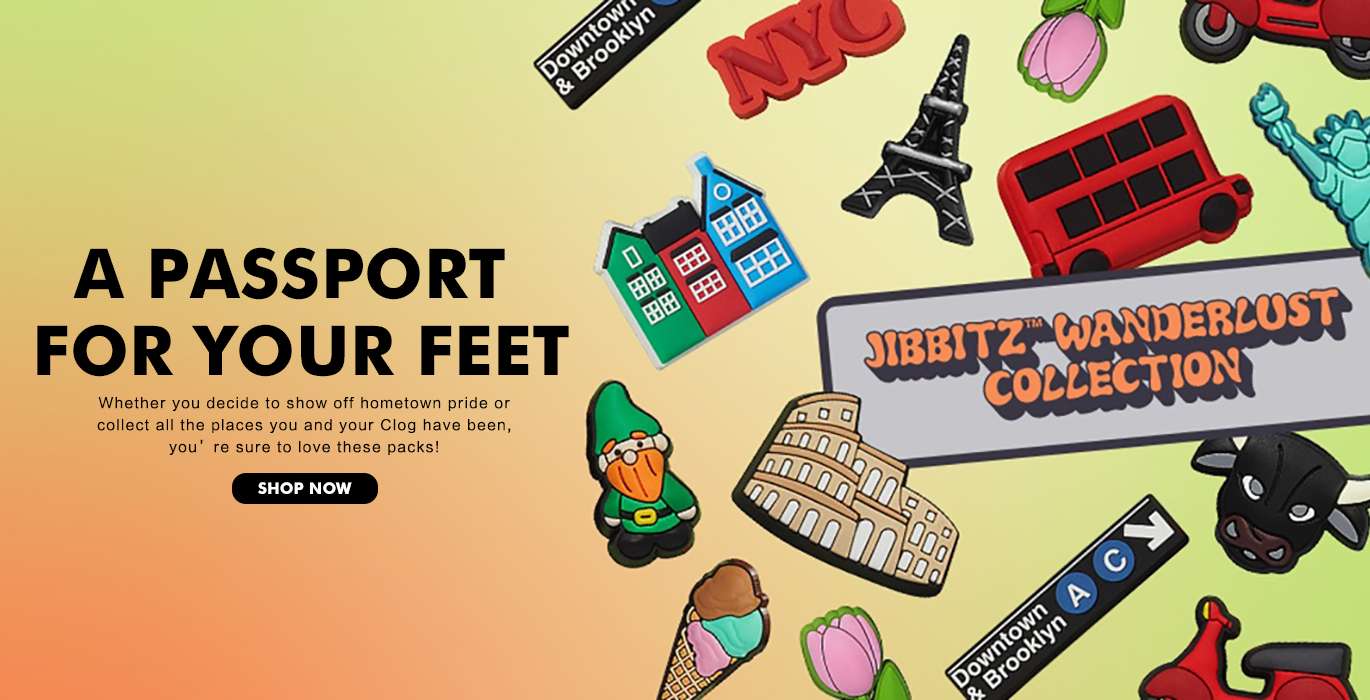 A PASSPORT
FOR YOUR FEET
Whether you decide to show off hometown pride or
collect all the places you and your Clog have been,
you’re sure to love these packs!
SHOP NOW
Downtown
& Brooklyn
NYC
JIBBITZ™ WANDERLUST
COLLECTION
Downtown
& Brooklyn
A C